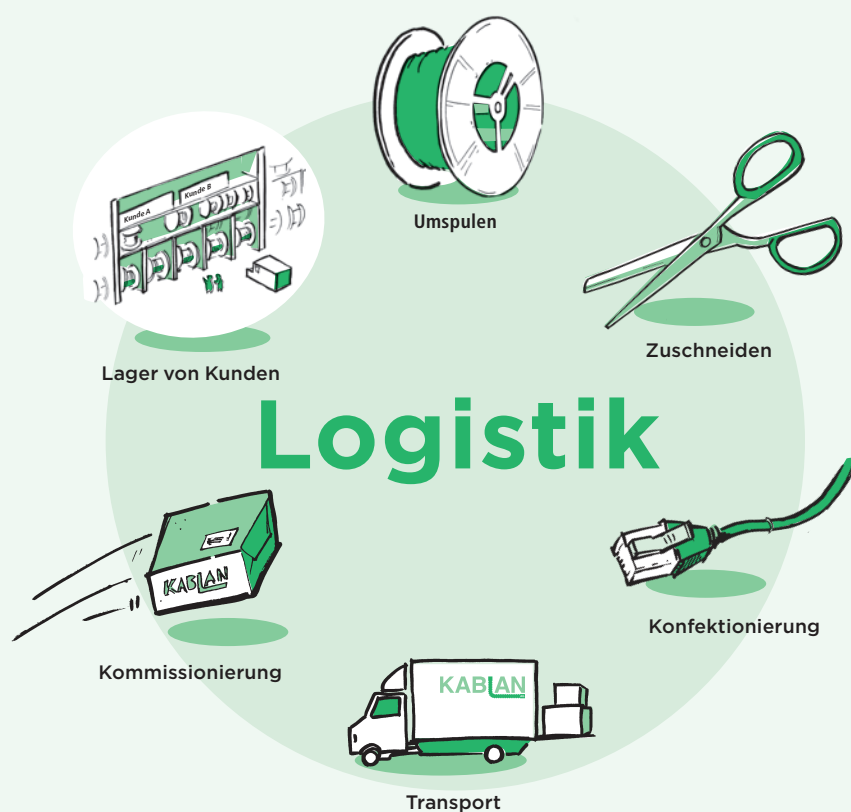 Umspulen
Kunde A
Kunde B
Zuschneiden
Lager von Kunden
Logistik
KABLAN
Konfektionierung
Kommissionierung
KABLAN
Transport